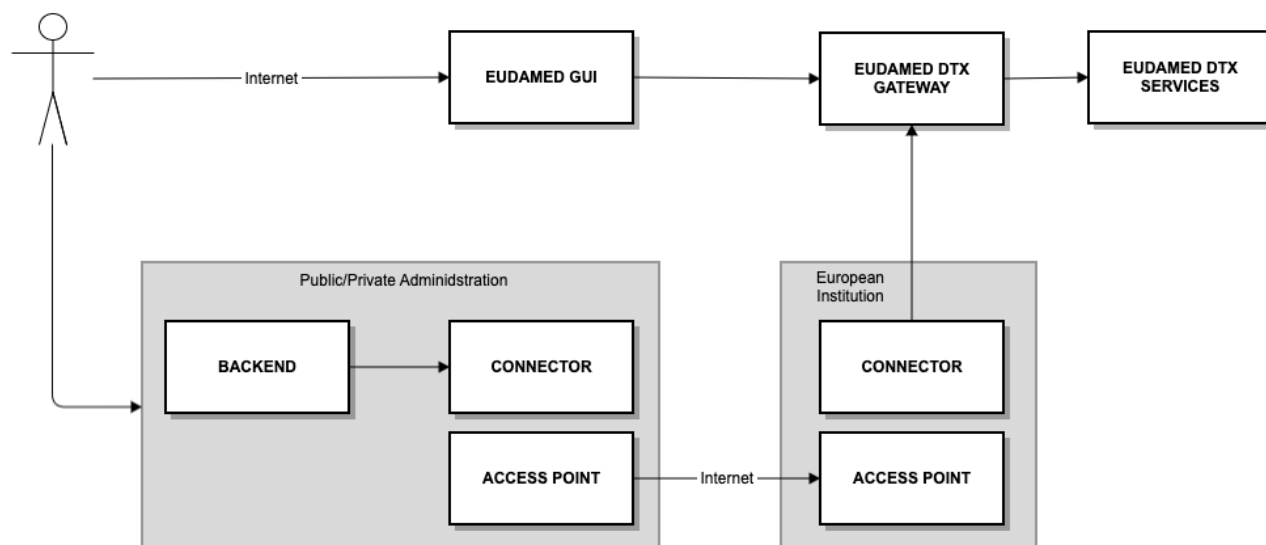 Internet
EUDAMED GUI
EUDAMED DTX
GATEWAY
EUDAMED DTX
SERVICES
Public/Private Adminidstration
European
Institution
BACKEND
CONNECTOR
CONNECTOR
ACCESS POINT
Internet
ACCESS POINT